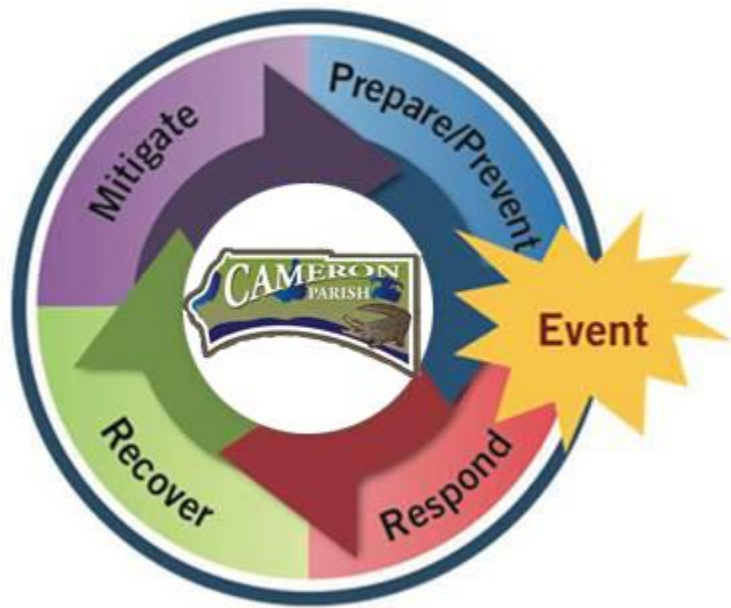 Mitigate
Prepare/Prevent
CAMERON
PARISH
Event
Recover
Respond